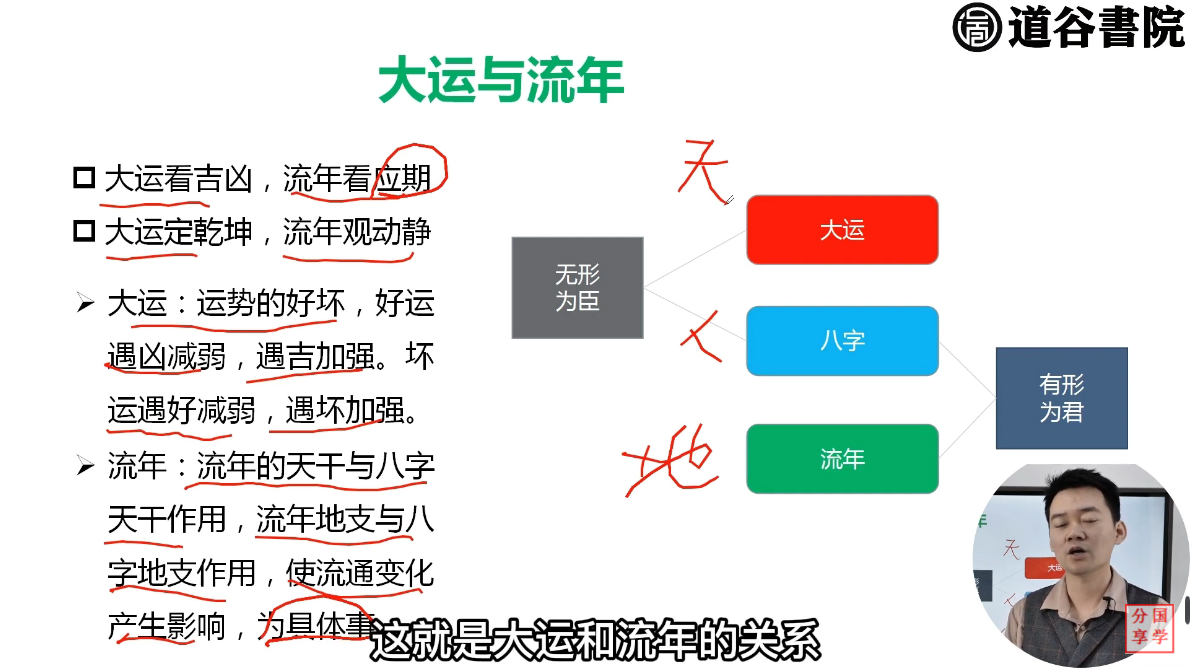 道谷書院
大运与流年
大运看吉凶，流年看应期
大运定乾坤，流年观动静
大运：运势的好坏，好运
遇凶减弱，遇吉加强。坏
运遇好减弱，遇坏加强。
流年：流年的天干与八字
天干作用，流年地支与八
字地支作用，使流通变化
产生影响，为具体事
天
大运
无形
为臣
人
八字
有形
为君
地
流年
这就是大运和流年的关系
国学
分享